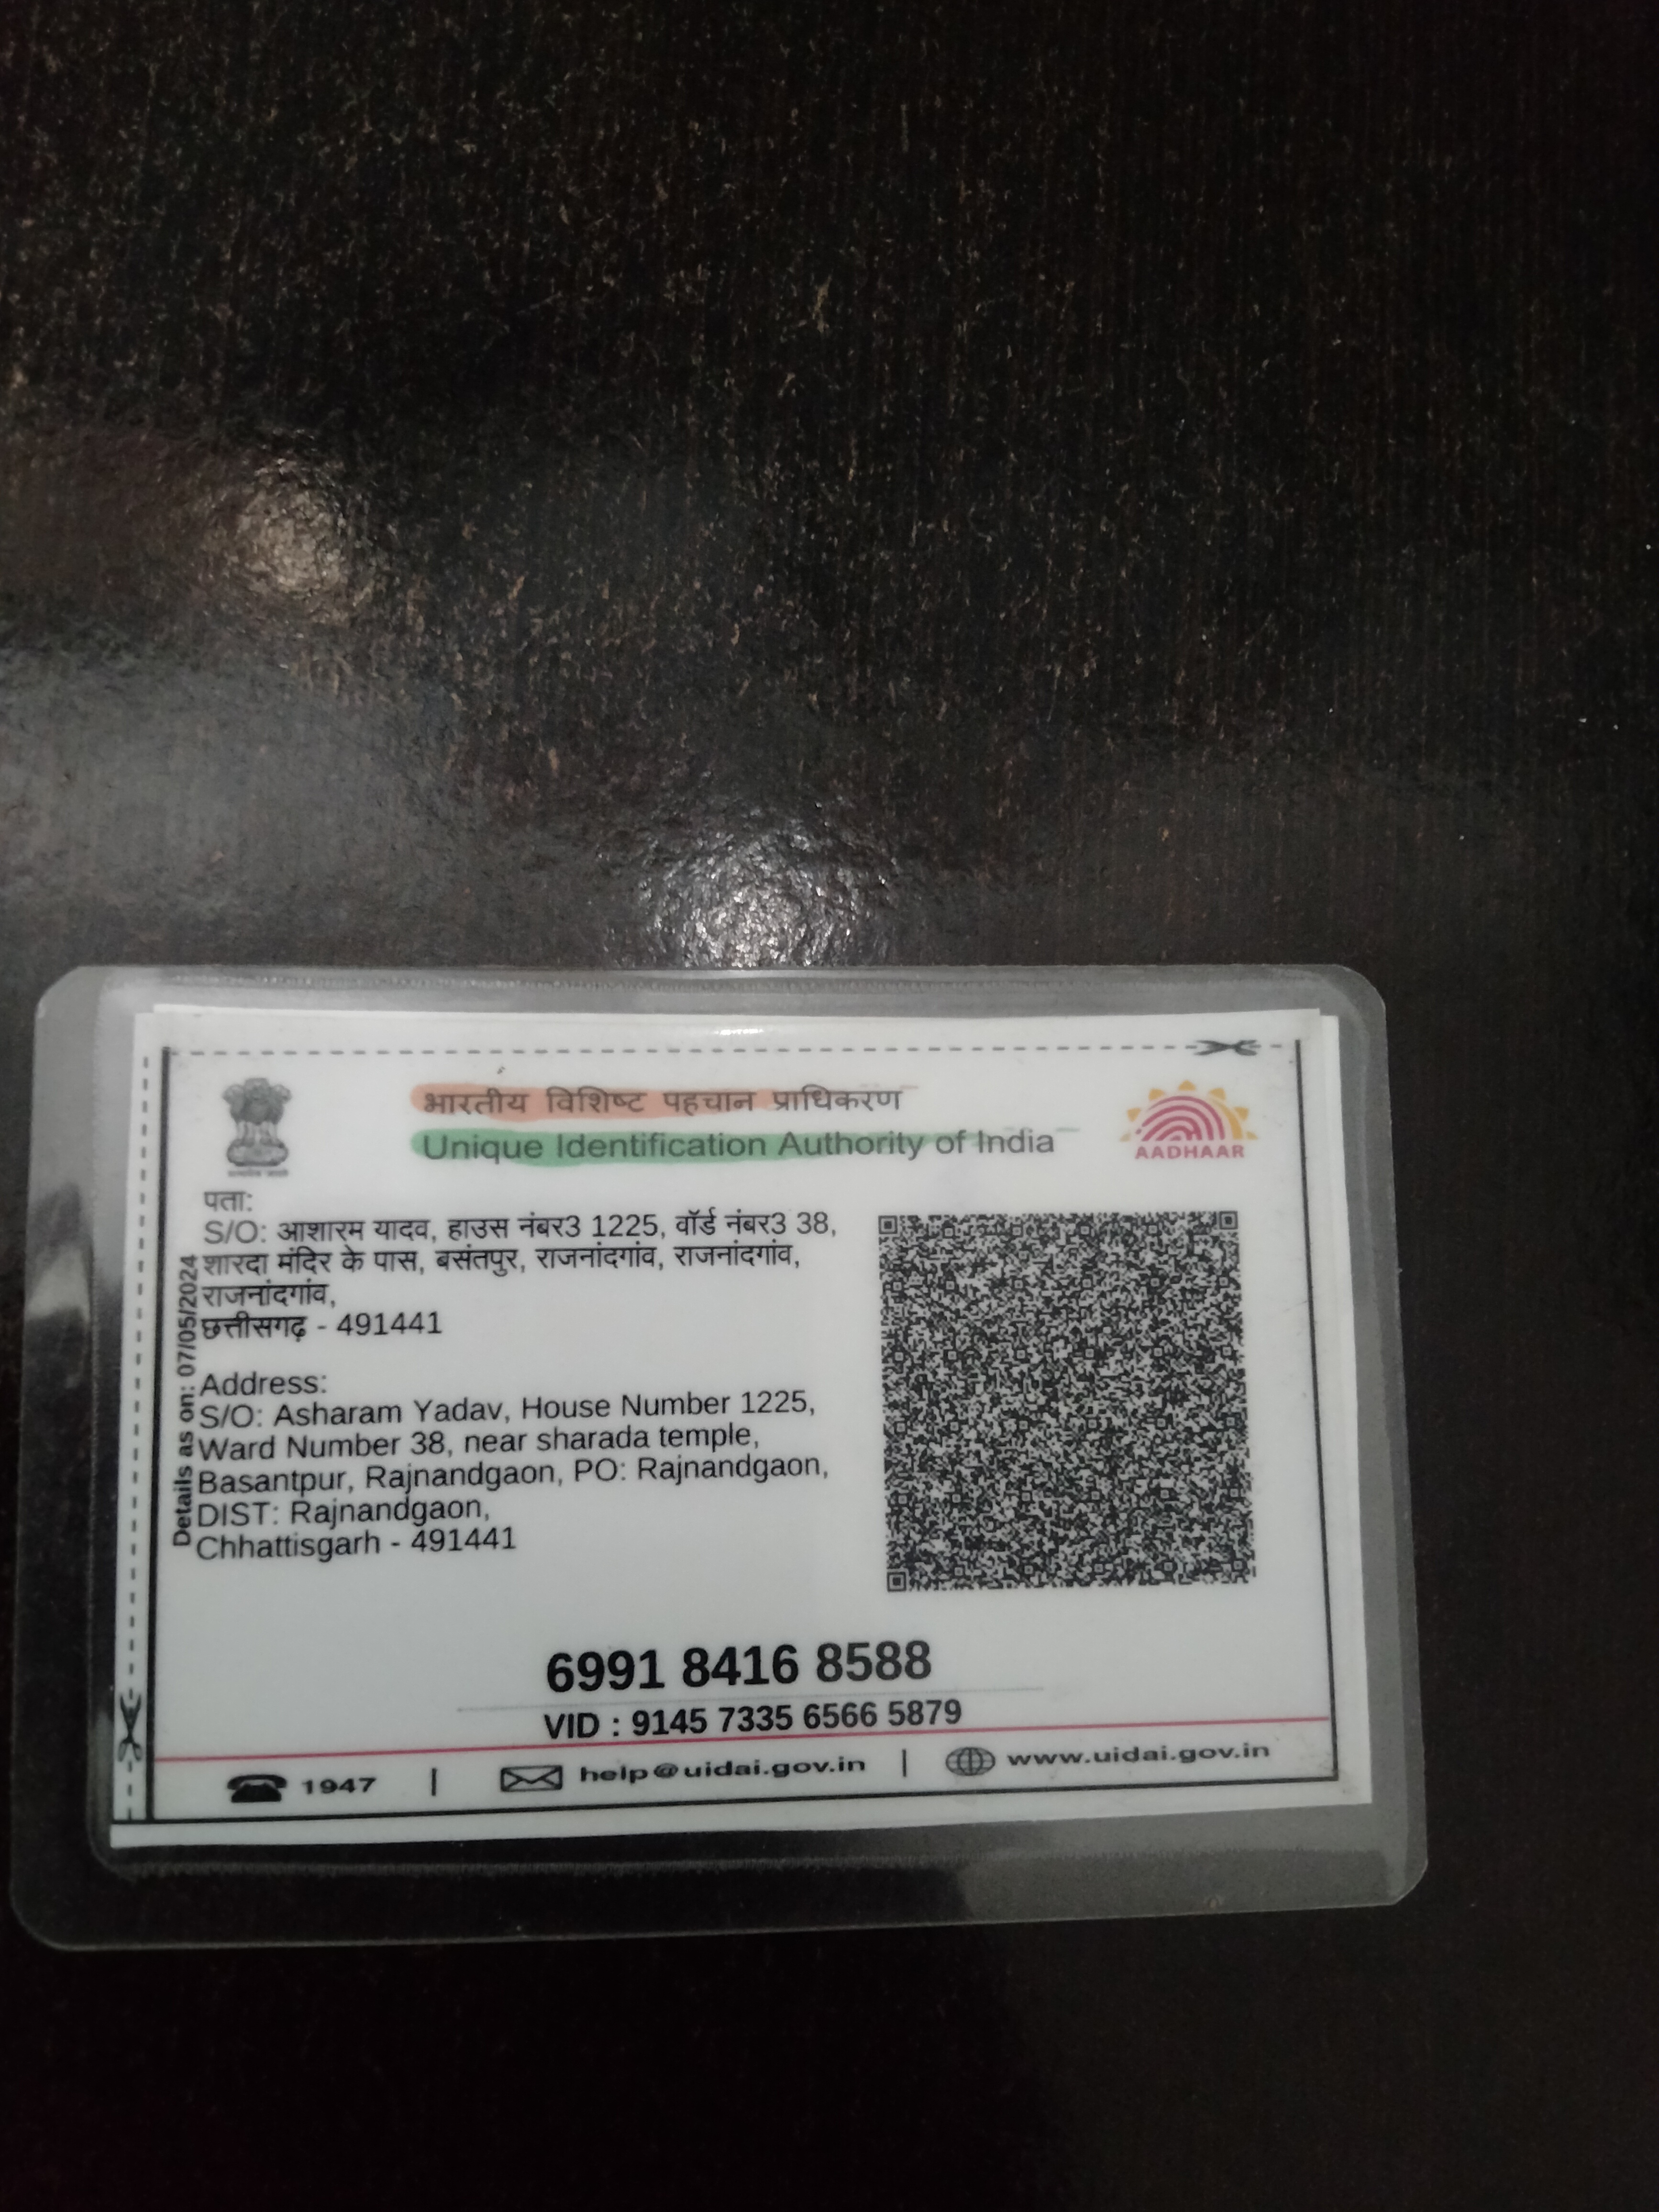 भारतीय विशिष्ट पहचान प्राधिकरण
Unique Identification Authority of India
AADHAAR
पता:
S/O: आशारम यादव, हाउस नंबर3 1225, वॉर्ड नंबर3 38,
शारदा मंदिर के पास, बसंतपुर, राजनांदगांव, राजनांदगांव,
राजनांदगांव,
छत्तीसगढ़ - 491441
Details as on: 07/05/2024
Address:
S/O: Asharam Yadav, House Number 1225,
Ward Number 38, near sharada temple,
Basantpur, Rajnandgaon, PO: Rajnandgaon,
DIST: Rajnandgaon,
Chhattisgarh - 491441
6991 8416 8588
VID : 9145 7335 6566 5879
1947 | help@uidai.gov.in | www.uidai.gov.in